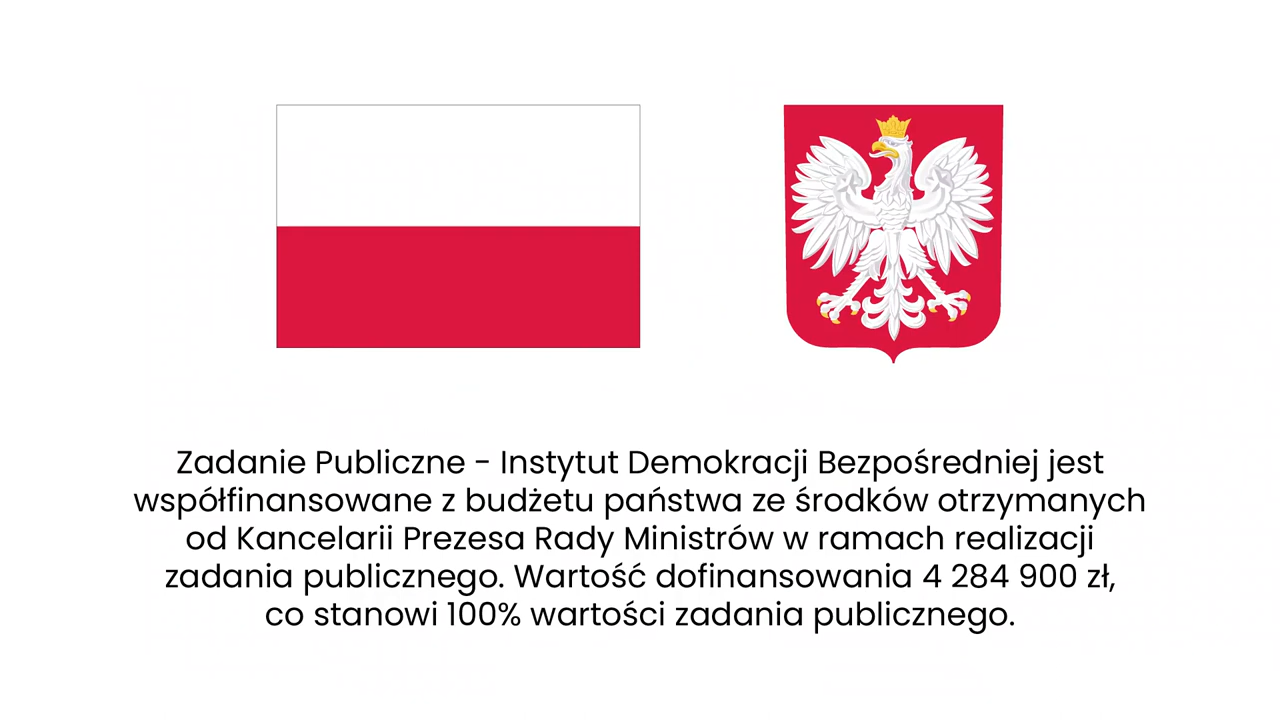 Zadanie Publiczne - Instytut Demokracji Bezpośredniej jest
współfinansowane z budżetu państwa ze środków otrzymanych
od Kancelarii Prezesa Rady Ministrów w ramach realizacji
zadania publicznego. Wartość dofinansowania 4 284 900 zł,
co stanowi 100% wartości zadania publicznego.